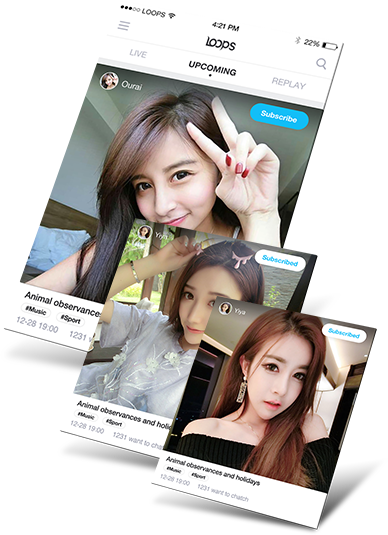 LOOPS
4:21 PM
22%
LOOPS
LIVE
UPCOMING
REPLAY
Ourai
Subscribe
Animal observances
#Music #Sport
12-28 19:00 1231
Yiya
Subscribed
Animal observances and holidays
#Music #Sport
12-28 19:00 1231 want to chatch
Yiya
Subscribed
Animal observances and holidays
#Music #Sport
12-28 19:00 1231 want to chatch